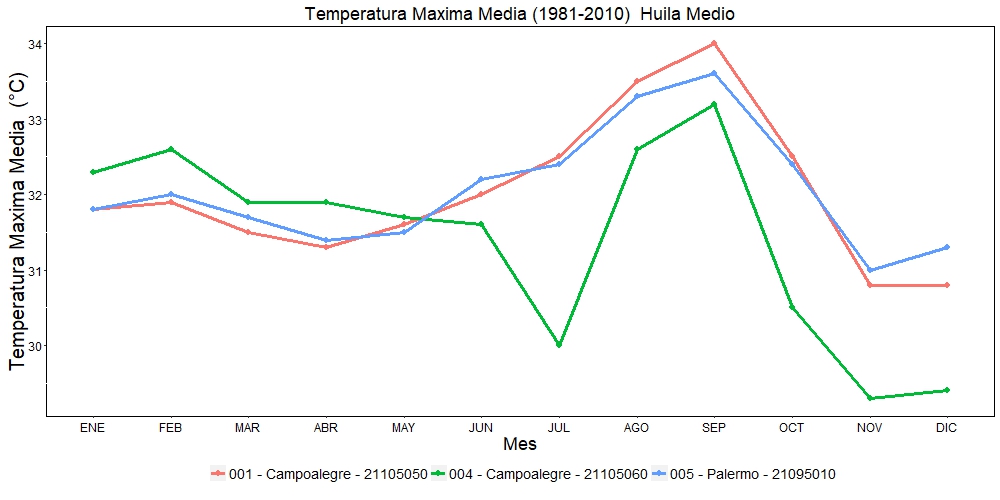 Temperatura Maxima Media (1981-2010)  Huila Medio
Temperatura Maxima Media  (°C)
34
33
32
31
30
ENE FEB MAR ABR MAY JUN JUL AGO SEP OCT NOV DIC
Mes
001 - Campoalegre - 21105050 004 - Campoalegre - 21105060 005 - Palermo - 21095010